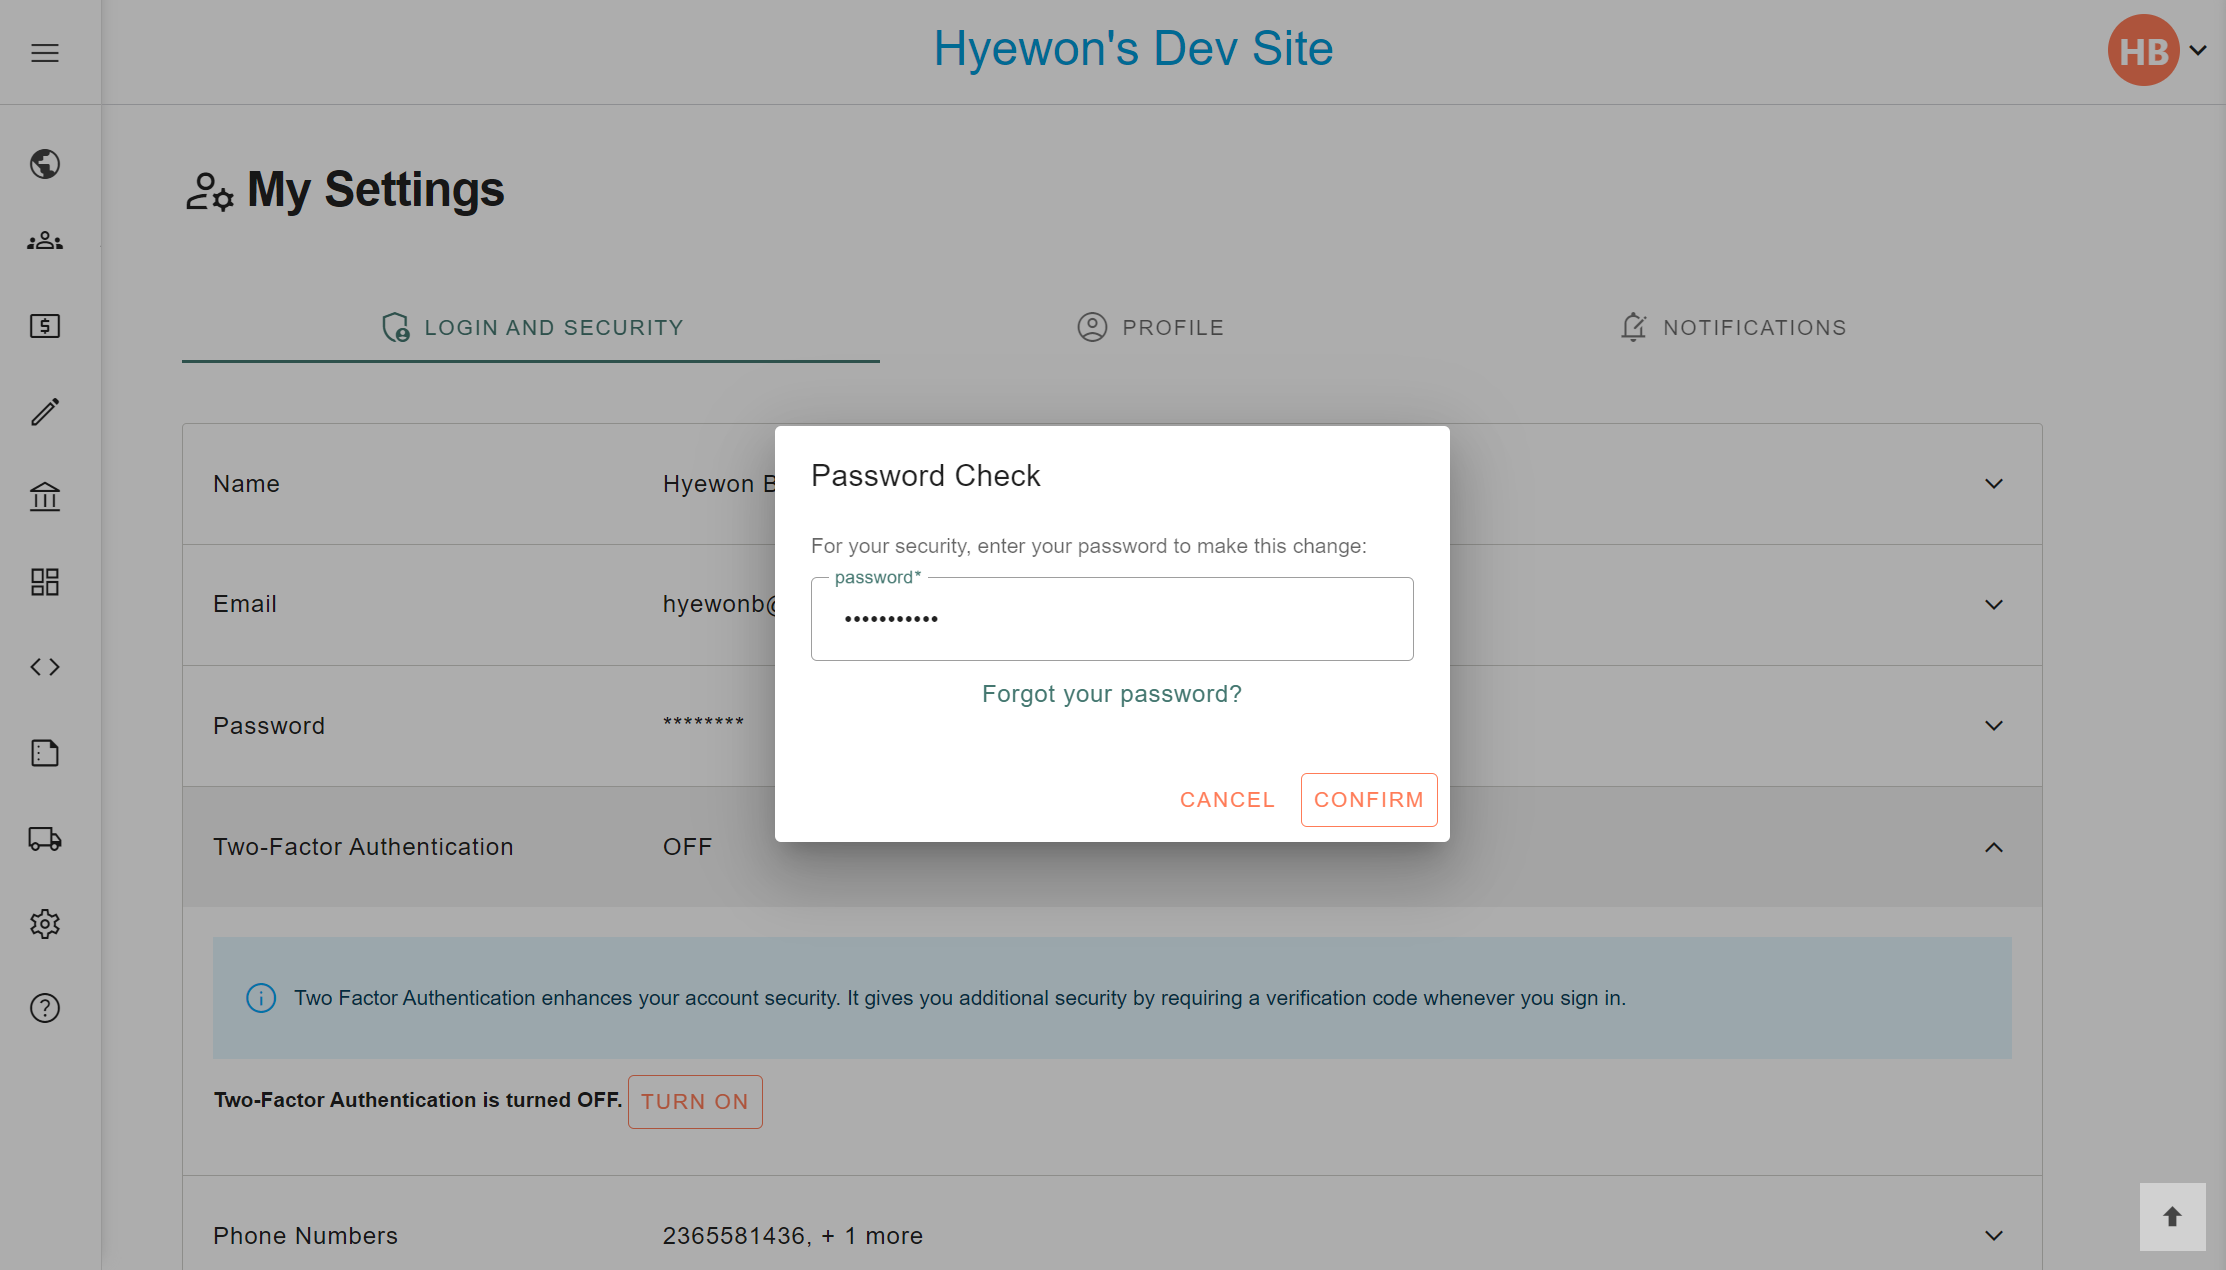 Hyewon's Dev Site
HB
My Settings
LOGIN AND SECURITY
PROFILE
NOTIFICATIONS
Name
Hyewon B
Email
hyewonb@
Password
********
Two-Factor Authentication
OFF
Password Check
For your security, enter your password to make this change:
password*
•••••••••••
Forgot your password?
CANCEL
CONFIRM
Two Factor Authentication enhances your account security. It gives you additional security by requiring a verification code whenever you sign in.
Two-Factor Authentication is turned OFF.
TURN ON
Phone Numbers
2365581436, + 1 more